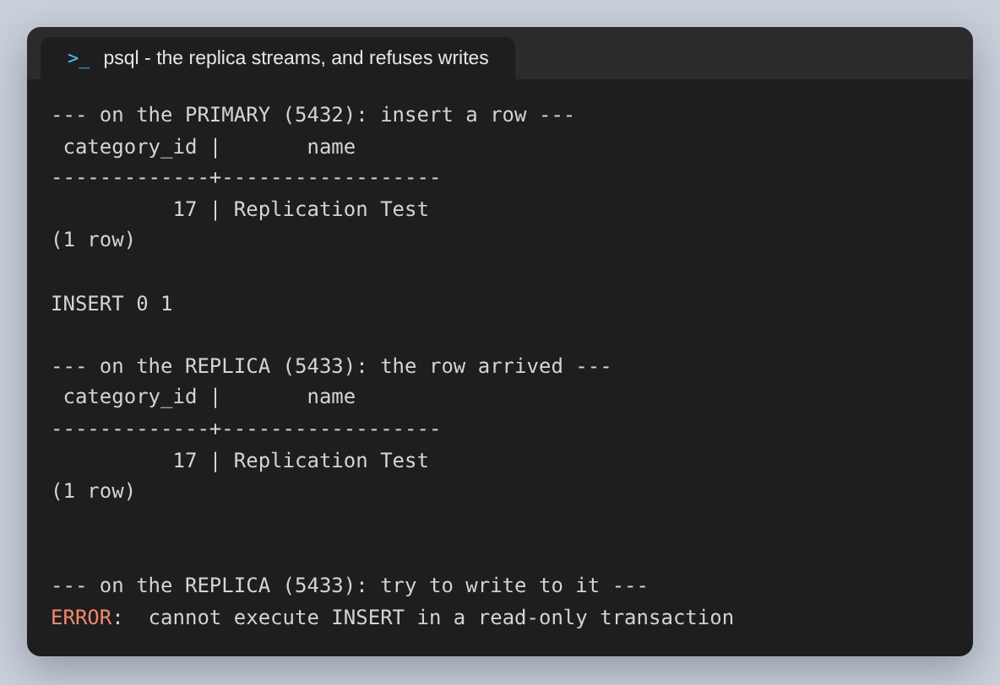 >_ psql - the replica streams, and refuses writes
--- on the PRIMARY (5432): insert a row ---
 category_id |       name
-------------+------------------
          17 | Replication Test
(1 row)

INSERT 0 1

--- on the REPLICA (5433): the row arrived ---
 category_id |       name
-------------+------------------
          17 | Replication Test
(1 row)


--- on the REPLICA (5433): try to write to it ---
ERROR:  cannot execute INSERT in a read-only transaction